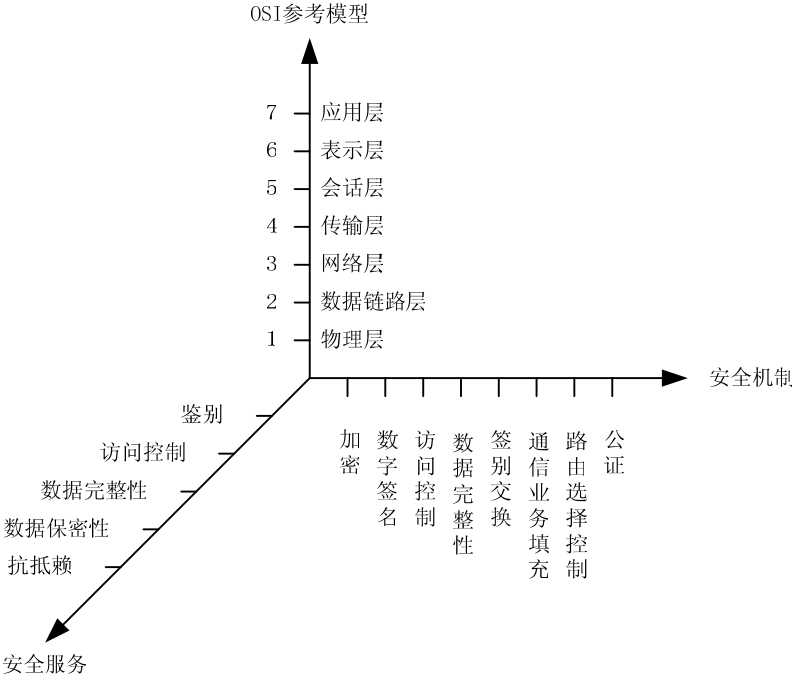 OSI参考模型
7 应用层
6 表示层
5 会话层
4 传输层
3 网络层
2 数据链路层
1 物理层
安全机制
鉴别
访问控制
数据完整性
数据保密性
抗抵赖
安全服务
加密
数字签名
访问控制
数据完整性
签别交换
通信业务填充
路由选择控制
公证